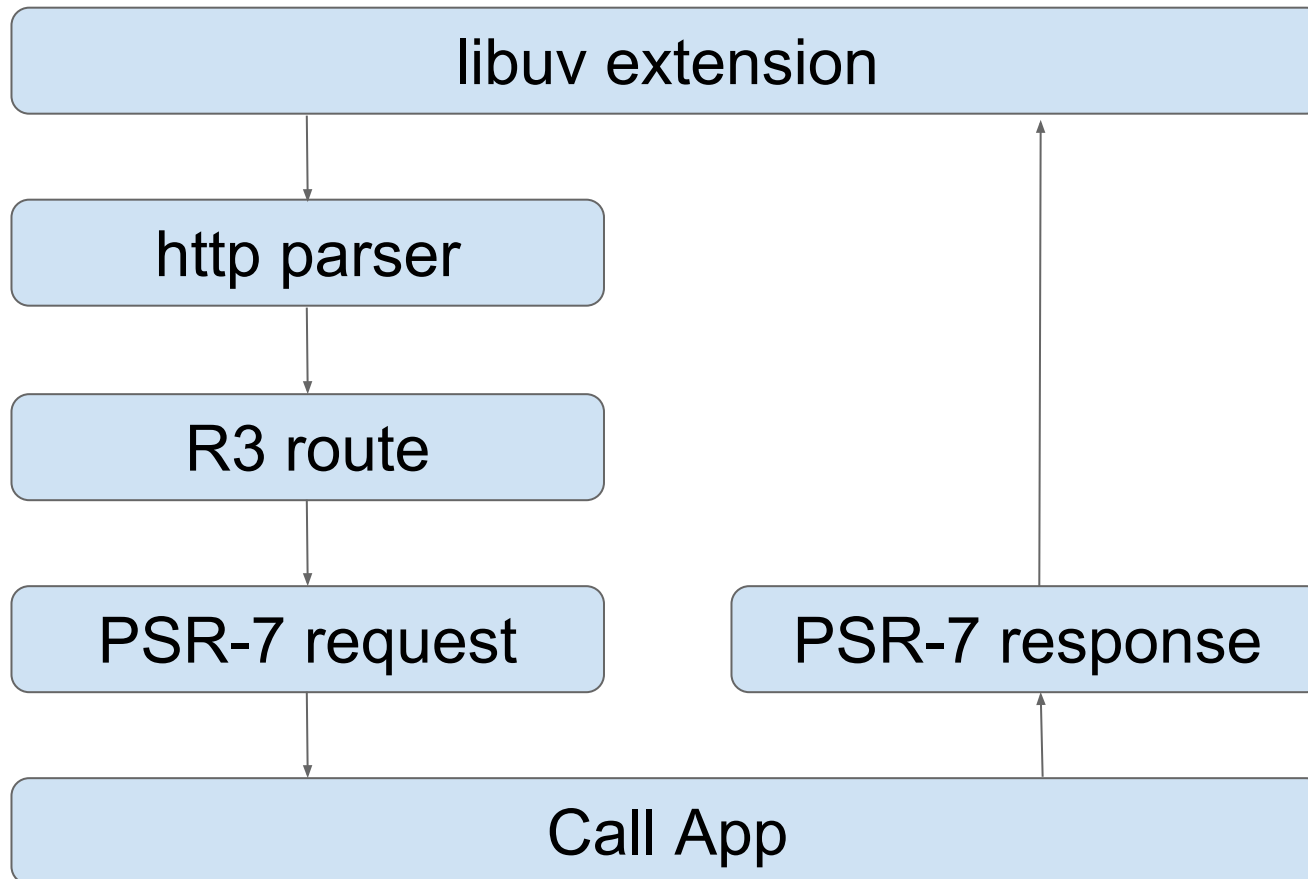 libuv extension
http parser
R3 route
PSR-7 request
PSR-7 response
Call App